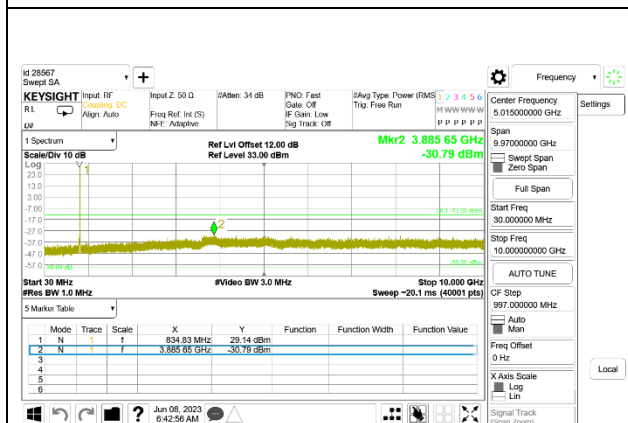 Id 28567
Swept SA
+
KEYSIGHT
RL
Input: RF
Coupling: DC
Align: Auto
Input Z: 50 Ω
Freq Ref: Int (S)
NFE: Adaptive
#Atten: 34 dB
PNO: Fast
Gate: Off
IF Gain: Low
Sig Track: Off
#Avg Type: Power (RMS
Trig: Free Run
1 2 3 4 5 6
M W W W W W
P P P P P P
1 Spectrum
Scale/Div 10 dB
Log
Ref Lvl Offset 12.00 dB
Ref Level 33.00 dBm
Mkr2 3.885 65 GHz
-30.79 dBm
23.0
13.0
3.00
-7.00
-17.0
-27.0
-37.0
-47.0
-57.0
1
2
Start 30 MHz
#Res BW 1.0 MHz
#Video BW 3.0 MHz
Stop 10.000 GHz
Sweep ~20.1 ms (40001 pts)
5 Marker Table
Mode Trace Scale X Y Function Function Width Function Value
1 N 1 f 834.83 MHz 29.14 dBm
2 N 1 f 3.885 65 GHz -30.79 dBm
3
4
5
6
?
Jun 08, 2023
6:42:56 AM
Frequency
Settings
Center Frequency
5.015000000 GHz
Span
9.97000000 GHz
Swept Span
Zero Span
Full Span
Start Freq
30.000000 MHz
Stop Freq
10.000000000 GHz
AUTO TUNE
CF Step
997.000000 MHz
Auto
Man
Freq Offset
0 Hz
X Axis Scale
Log
Lin
Signal Track
(Span Zoom)
Local